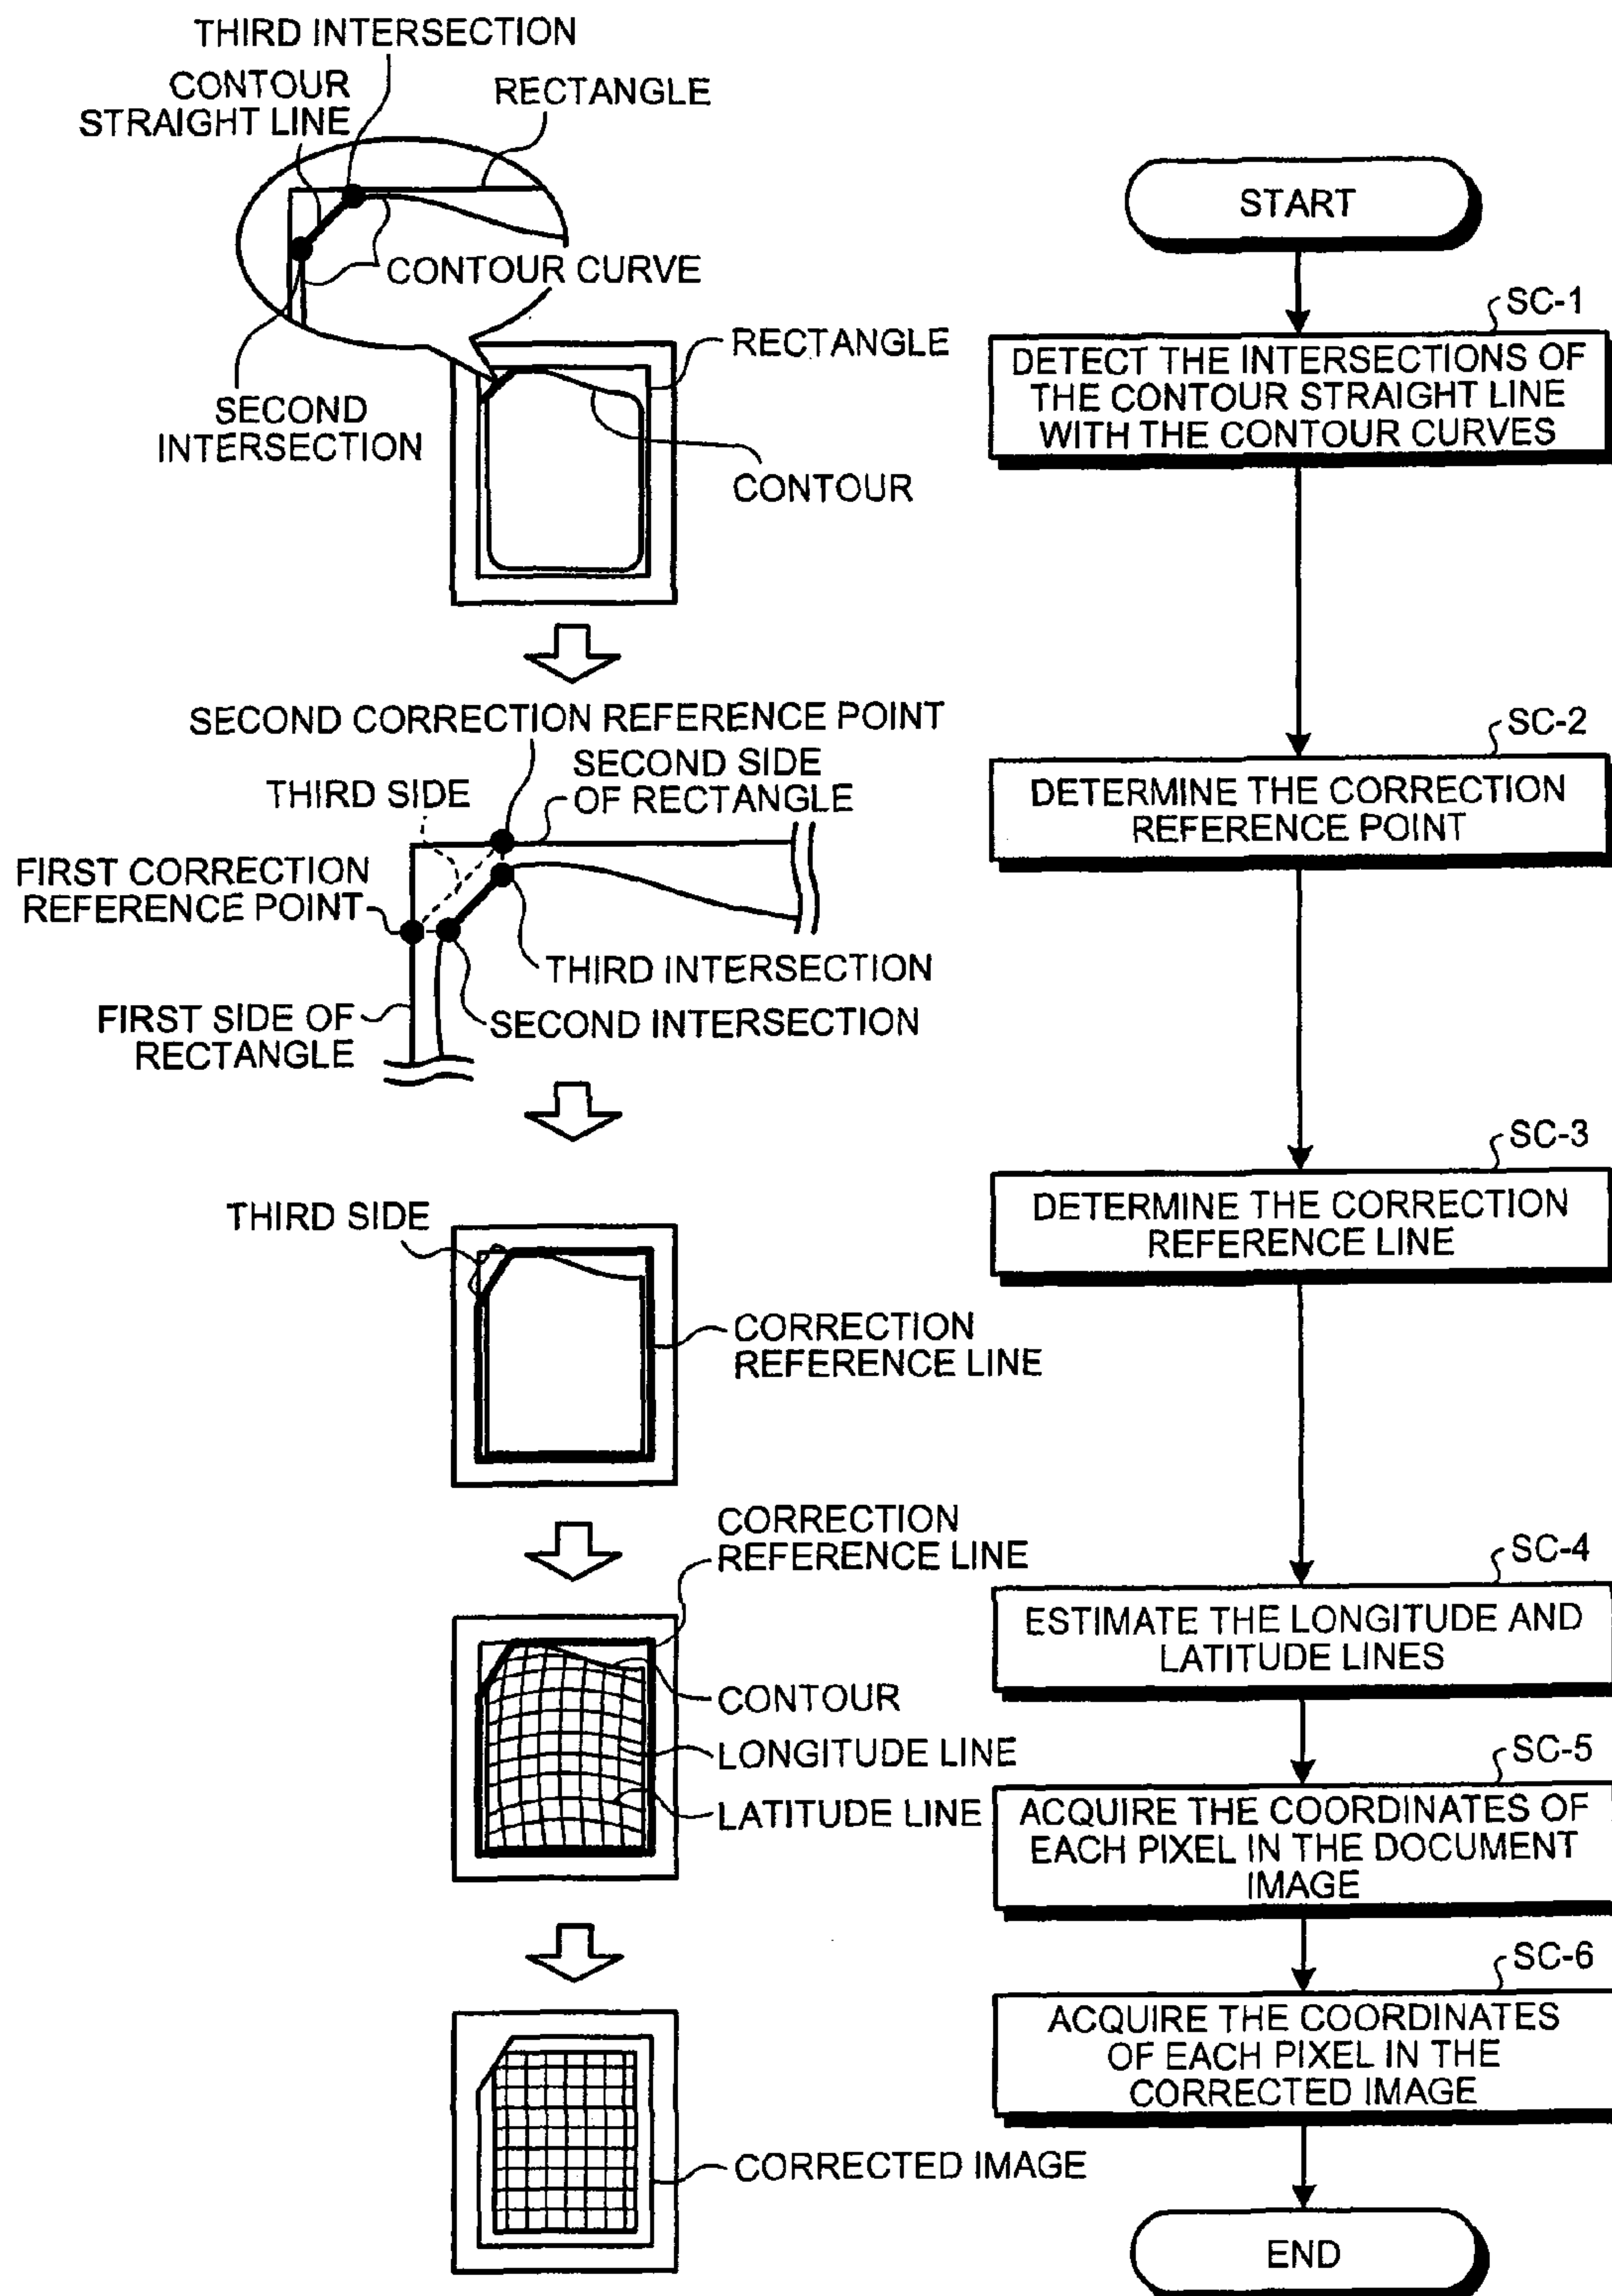 THIRD INTERSECTION
CONTOUR
STRAIGHT LINE
RECTANGLE
CONTOUR CURVE
RECTANGLE
SECOND
INTERSECTION
CONTOUR
SECOND CORRECTION REFERENCE POINT
SECOND SIDE
OF RECTANGLE
THIRD SIDE
FIRST CORRECTION
REFERENCE POINT
THIRD INTERSECTION
FIRST SIDE OF
RECTANGLE
SECOND INTERSECTION
THIRD SIDE
CORRECTION
REFERENCE LINE
CORRECTION
REFERENCE LINE
CONTOUR
LONGITUDE LINE
LATITUDE LINE
CORRECTED IMAGE
START
SC-1
DETECT THE INTERSECTIONS OF
THE CONTOUR STRAIGHT LINE
WITH THE CONTOUR CURVES
SC-2
DETERMINE THE CORRECTION
REFERENCE POINT
SC-3
DETERMINE THE CORRECTION
REFERENCE LINE
SC-4
ESTIMATE THE LONGITUDE AND
LATITUDE LINES
SC-5
ACQUIRE THE COORDINATES OF
EACH PIXEL IN THE DOCUMENT
IMAGE
SC-6
ACQUIRE THE COORDINATES
OF EACH PIXEL IN THE
CORRECTED IMAGE
END